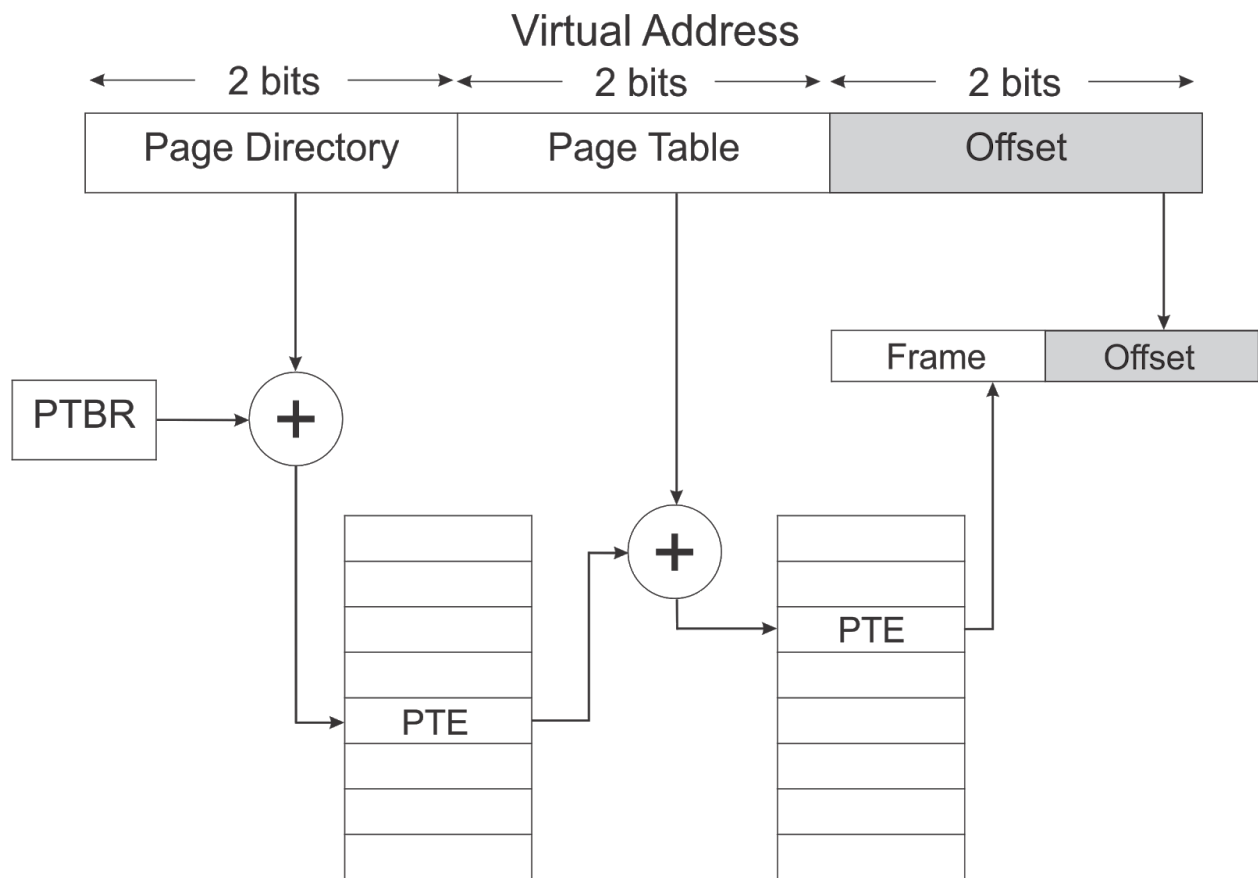 Virtual Address
2 bits 2 bits 2 bits
Page Directory Page Table Offset
Frame Offset
PTBR
+
+
PTE
PTE